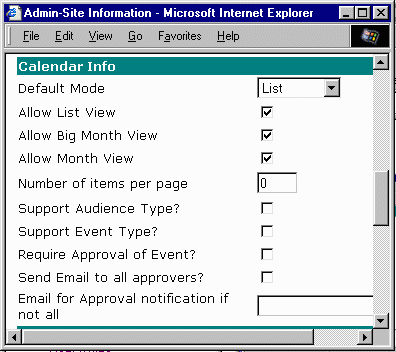 Admin-Site Information - Microsoft Internet Explorer
File Edit View Go Favorites Help
Calendar Info
Default Mode List
Allow List View
Allow Big Month View
Allow Month View
Number of items per page 0
Support Audience Type?
Support Event Type?
Require Approval of Event?
Send Email to all approvers?
Email for Approval notification if
not all